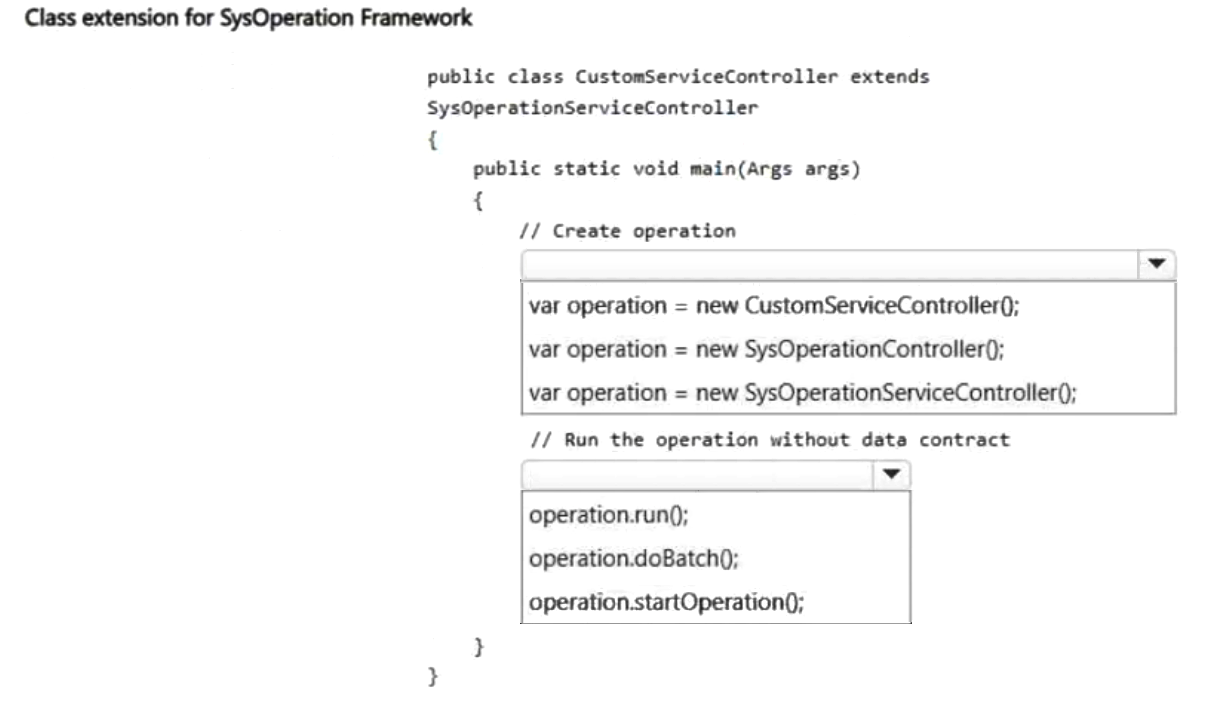 Class extension for SysOperation Framework
public class CustomServiceController extends
SysOperationServiceController
{
public static void main(Args args)
{
// Create operation
var operation = new CustomServiceController();
var operation = new SysOperationController();
var operation = new SysOperationServiceController();
// Run the operation without data contract
operation.run();
operation.doBatch();
operation.startOperation();
}
}